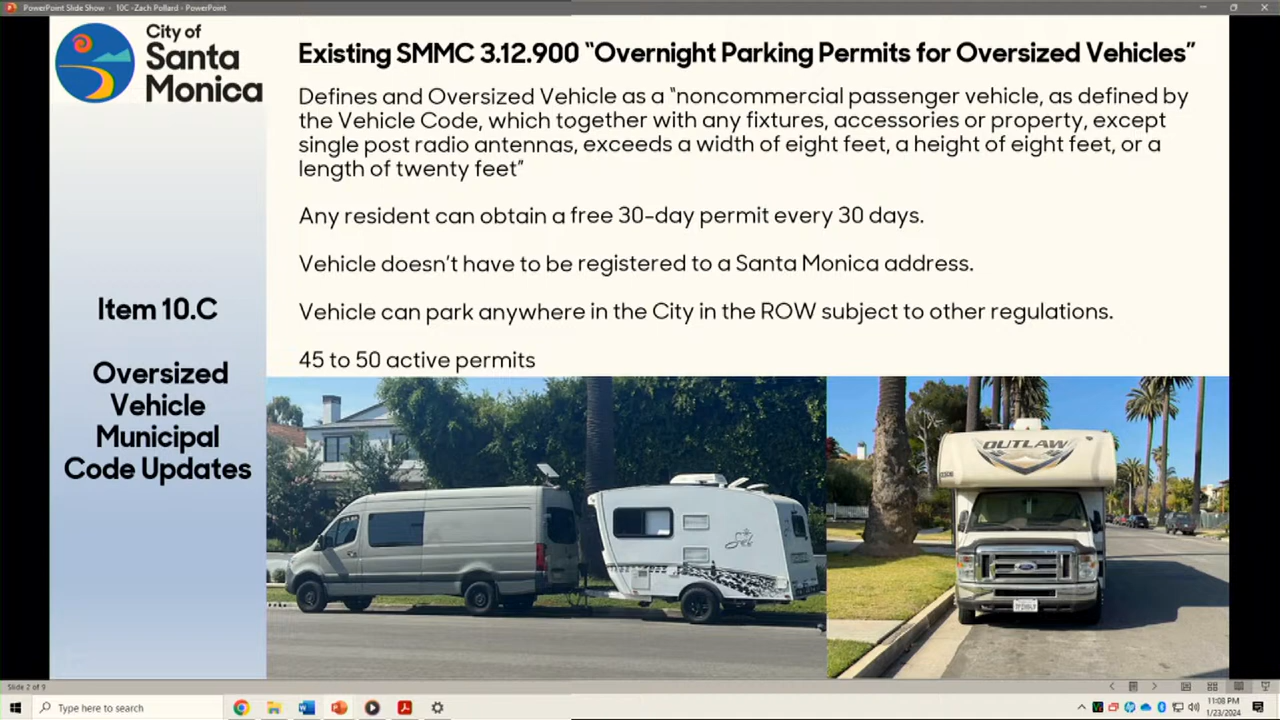 PowerPoint Slide Show - 10C -Zach Pollard - PowerPoint
City of
Santa
Monica
Existing SMMC 3.12.900 “Overnight Parking Permits for Oversized Vehicles”
Defines and Oversized Vehicle as a “noncommercial passenger vehicle, as defined by
the Vehicle Code, which together with any fixtures, accessories or property, except
single post radio antennas, exceeds a width of eight feet, a height of eight feet, or a
length of twenty feet”
Any resident can obtain a free 30-day permit every 30 days.
Vehicle doesn’t have to be registered to a Santa Monica address.
Vehicle can park anywhere in the City in the ROW subject to other regulations.
45 to 50 active permits
Item 10.C
Oversized
Vehicle
Municipal
Code Updates
OUTLAW
Ford
Slide 2 of 9
Type here to search
11:08 PM
1/23/2024